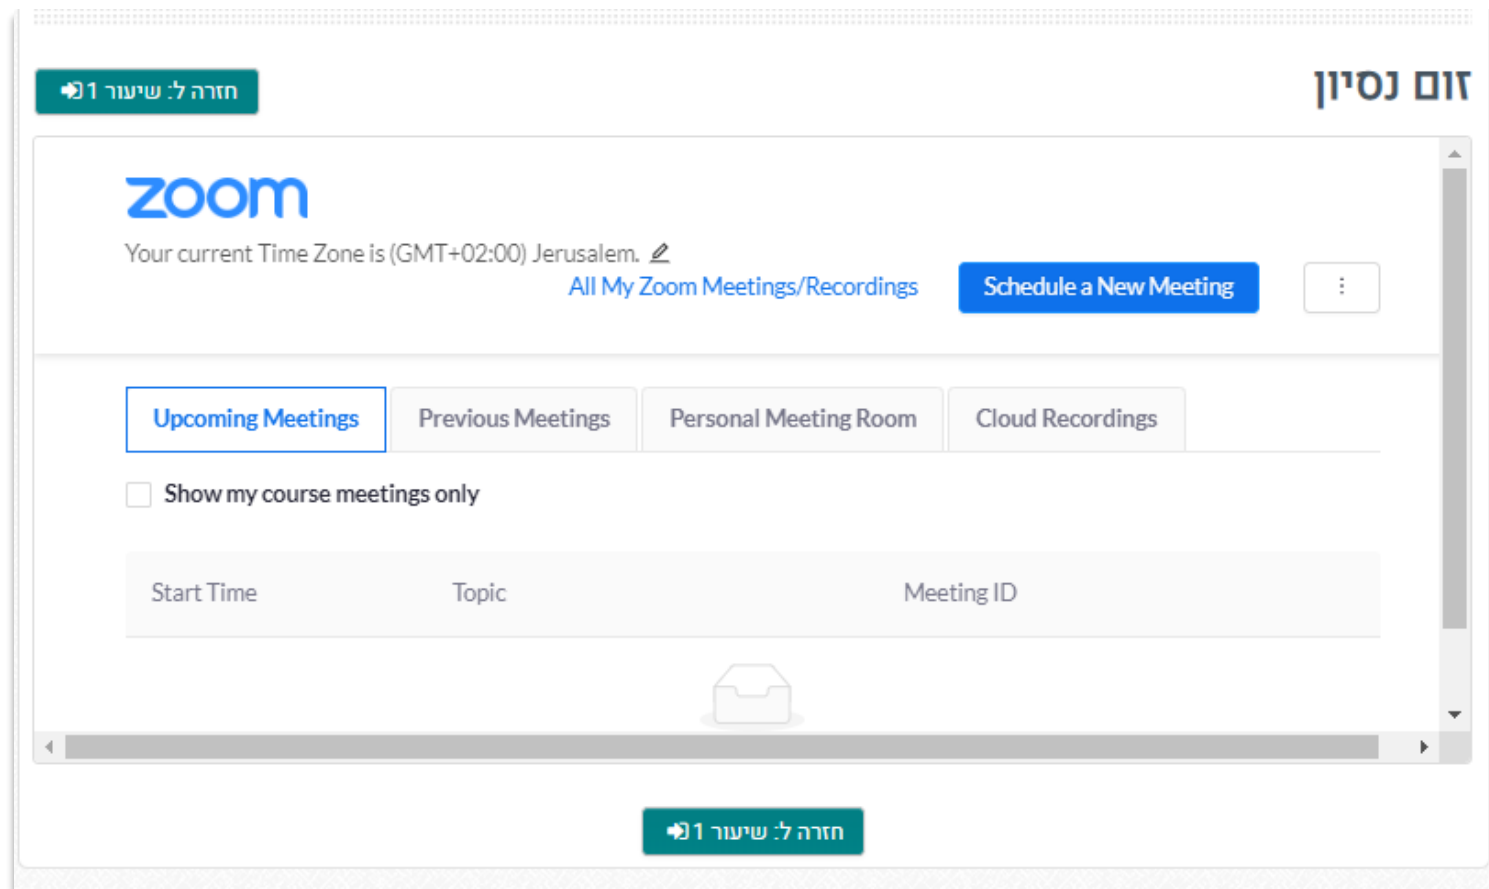 זום נסיון
חזרה ל: שיעור 1
zoom
Your current Time Zone is (GMT+02:00) Jerusalem.
All My Zoom Meetings/Recordings
Schedule a New Meeting
Upcoming Meetings
Previous Meetings
Personal Meeting Room
Cloud Recordings
Show my course meetings only
Start Time
Topic
Meeting ID
חזרה ל: שיעור 1